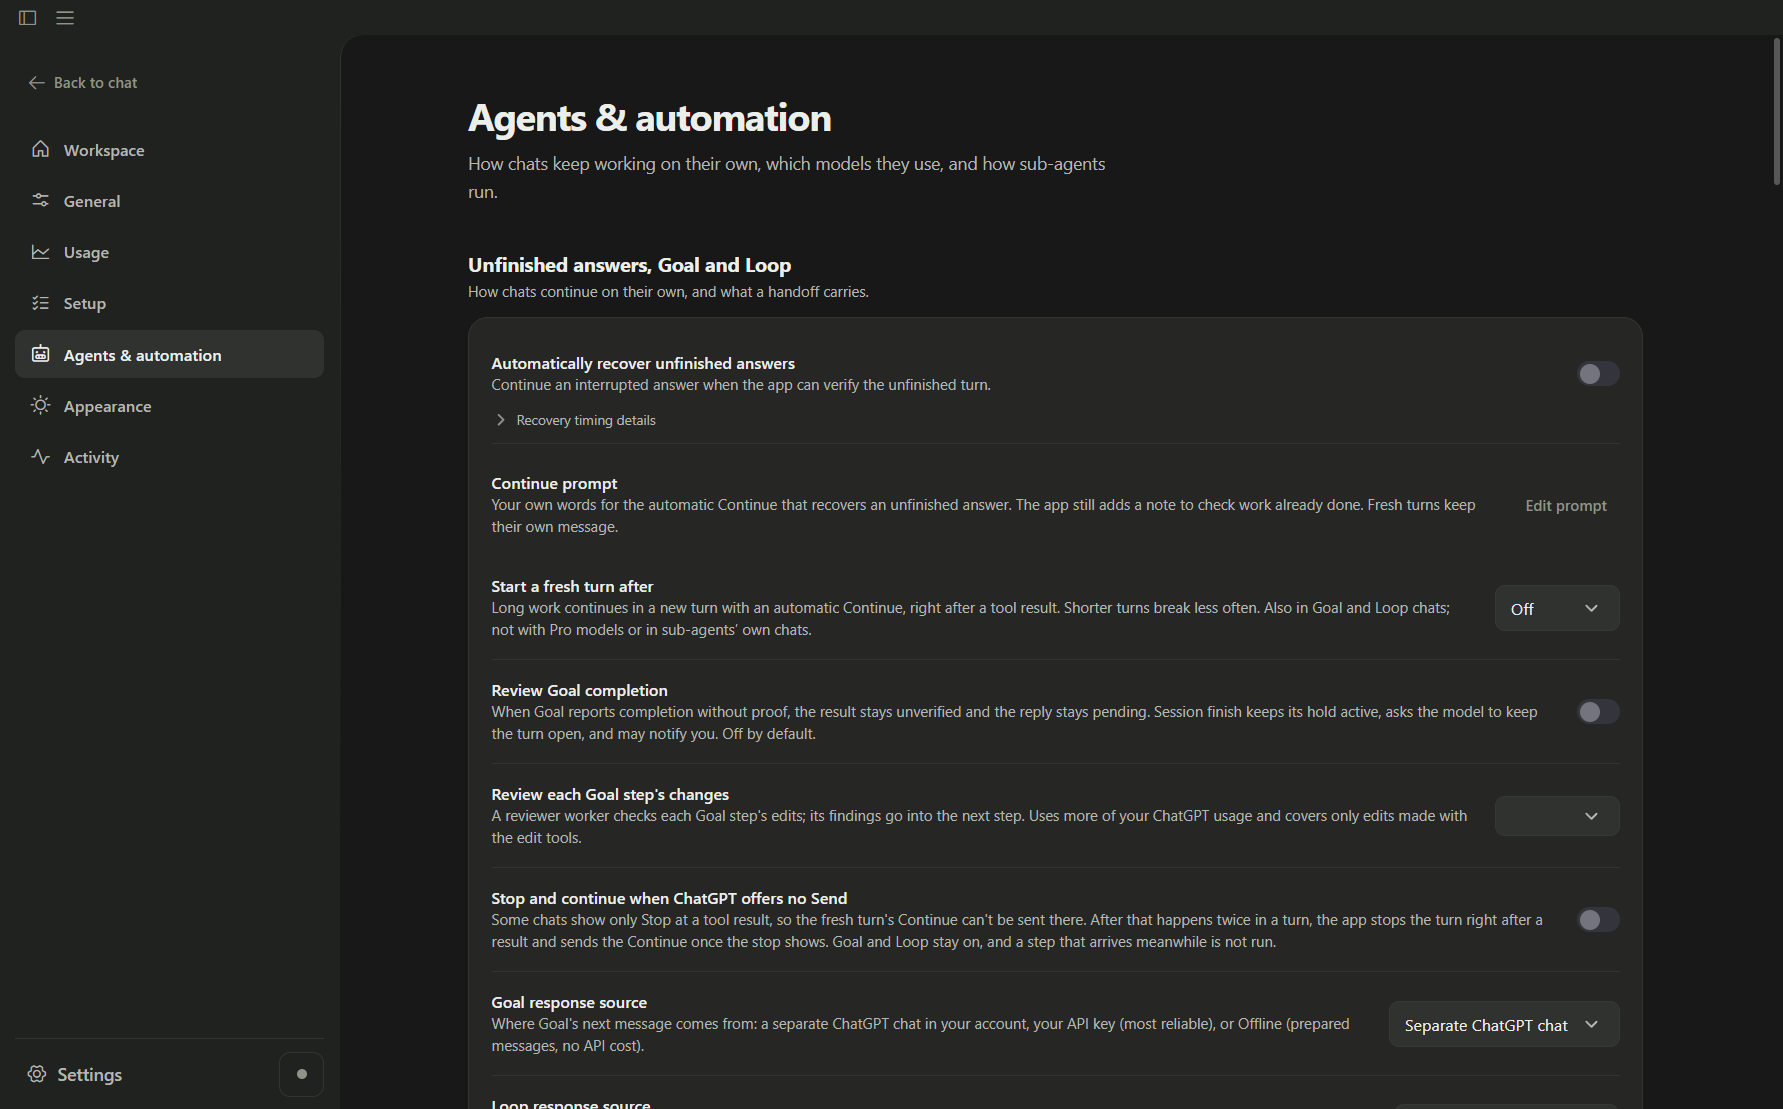 Back to chat
Workspace
General
Usage
Setup
Agents & automation
Appearance
Activity
Settings
Agents & automation
How chats keep working on their own, which models they use, and how sub-agents
run.
Unfinished answers, Goal and Loop
How chats continue on their own, and what a handoff carries.
Automatically recover unfinished answers
Continue an interrupted answer when the app can verify the unfinished turn.
Recovery timing details
Continue prompt
Your own words for the automatic Continue that recovers an unfinished answer. The app still adds a note to check work already done. Fresh turns keep
their own message.
Edit prompt
Start a fresh turn after
Long work continues in a new turn with an automatic Continue, right after a tool result. Shorter turns break less often. Also in Goal and Loop chats;
not with Pro models or in sub-agents’ own chats.
Off
Review Goal completion
When Goal reports completion without proof, the result stays unverified and the reply stays pending. Session finish keeps its hold active, asks the model to keep
the turn open, and may notify you. Off by default.
Review each Goal step's changes
A reviewer worker checks each Goal step's edits; its findings go into the next step. Uses more of your ChatGPT usage and covers only edits made with
the edit tools.
Stop and continue when ChatGPT offers no Send
Some chats show only Stop at a tool result, so the fresh turn's Continue can't be sent there. After that happens twice in a turn, the app stops the turn right after a
result and sends the Continue once the stop shows. Goal and Loop stay on, and a step that arrives meanwhile is not run.
Goal response source
Where Goal's next message comes from: a separate ChatGPT chat in your account, your API key (most reliable), or Offline (prepared
messages, no API cost).
Separate ChatGPT chat
Loop response source